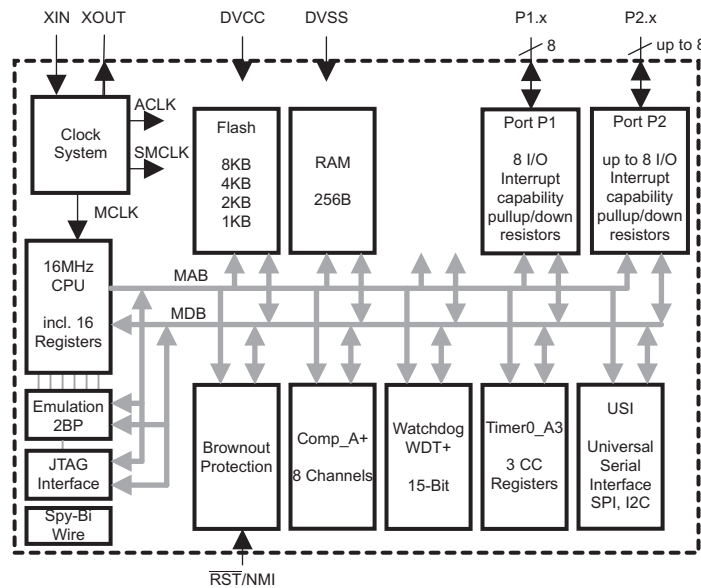 XIN XOUT DVCC DVSS P1.x P2.x
8 up to 8
ACLK
Clock
System
SMCLK
MCLK
Flash
8KB
4KB
2KB
1KB
RAM
256B
Port P1
8 I/O
Interrupt
capability
pullup/down
resistors
Port P2
up to 8 I/O
Interrupt
capability
pullup/down
resistors
16MHz
CPU
incl. 16
Registers
MAB
MDB
Emulation
2BP
JTAG
Interface
Spy-Bi
Wire
Brownout
Protection
Comp_A+
8 Channels
Watchdog
WDT+
15-Bit
Timer0_A3
3 CC
Registers
USI
Universal
Serial
Interface
SPI, I2C
RST/NMI